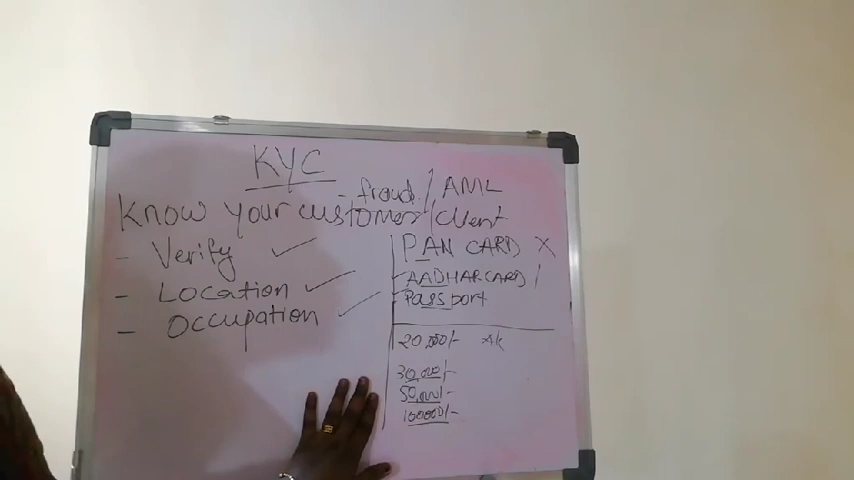 KYC
- fraud / AML
Know your customers / client
- Verify ✓
- Location ✓
- Occupation ✓
PAN CARD X
AADHAR CARD /
Passport
20,000/-
30,000/-
50,000/-
100000/-